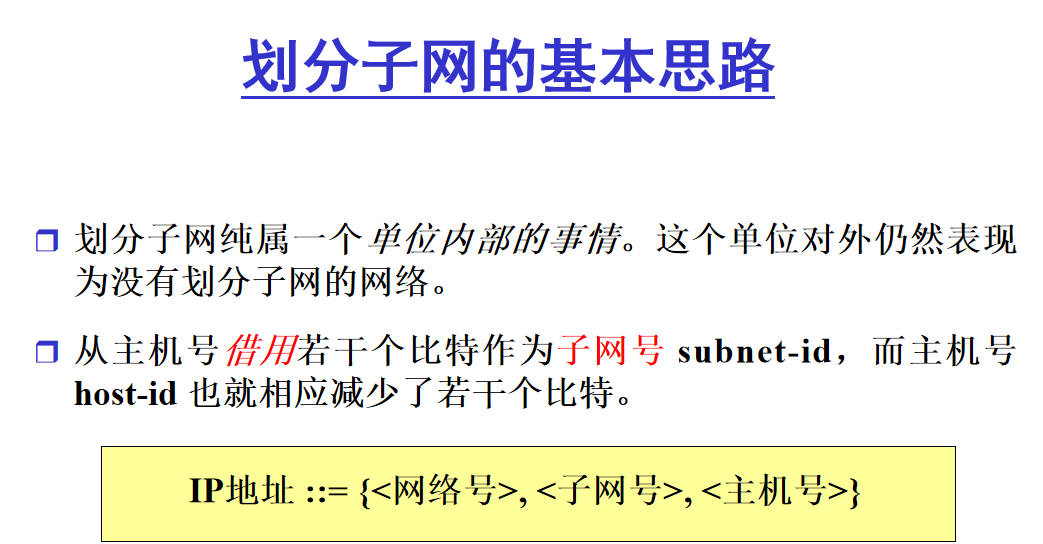 划分子网的基本思路
划分子网纯属一个单位内部的事情。这个单位对外仍然表现
为没有划分子网的网络。
从主机号借用若干个比特作为子网号 subnet-id，而主机号
host-id 也就相应减少了若干个比特。
IP地址 ::= {<网络号>, <子网号>, <主机号>}